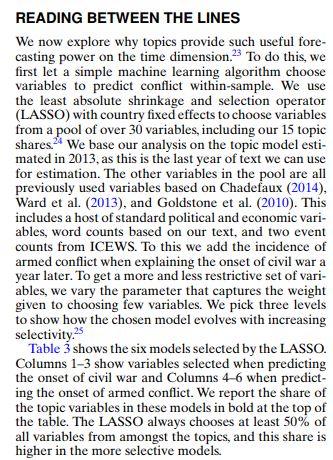 READING BETWEEN THE LINES
We now explore why topics provide such useful fore-
casting power on the time dimension.23 To do this, we
first let a simple machine learning algorithm choose
variables to predict conflict within-sample. We use
the least absolute shrinkage and selection operator
(LASSO) with country fixed effects to choose variables
from a pool of over 30 variables, including our 15 topic
shares.24 We base our analysis on the topic model esti-
mated in 2013, as this is the last year of text we can use
for estimation. The other variables in the pool are all
previously used variables based on Chadefaux (2014),
Ward et al. (2013), and Goldstone et al. (2010). This
includes a host of standard political and economic vari-
ables, word counts based on our text, and two event
counts from ICEWS. To this we add the incidence of
armed conflict when explaining the onset of civil war a
year later. To get a more and less restrictive set of vari-
ables, we vary the parameter that captures the weight
given to choosing few variables. We pick three levels
to show how the chosen model evolves with increasing
selectivity.25
Table 3 shows the six models selected by the LASSO.
Columns 1–3 show variables selected when predicting
the onset of civil war and Columns 4–6 when predict-
ing the onset of armed conflict. We report the share of
the topic variables in these models in bold at the top of
the table. The LASSO always chooses at least 50% of
all variables from amongst the topics, and this share is
higher in the more selective models.